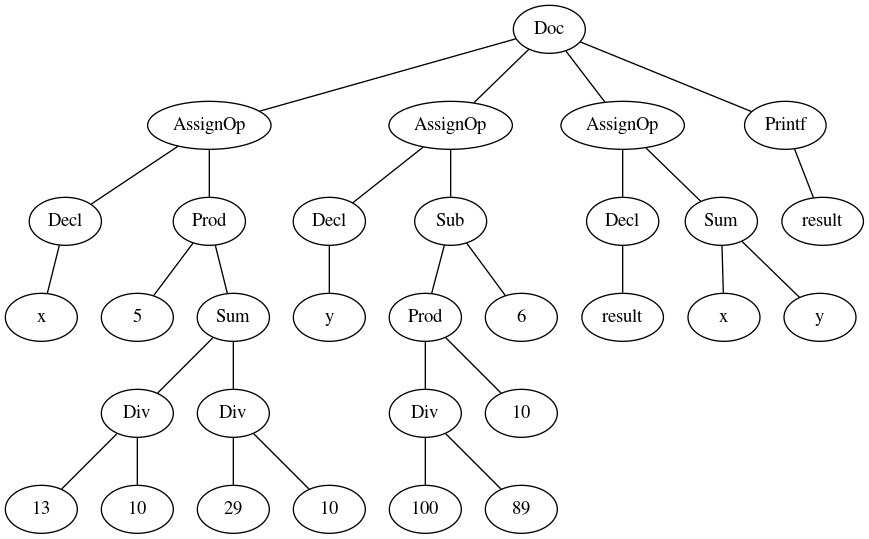 Doc
AssignOp AssignOp AssignOp Printf
Decl Prod Decl Sub Decl Sum result
x 5 Sum y Prod 6 result x y
Div Div Div 10
13 10 29 10 100 89